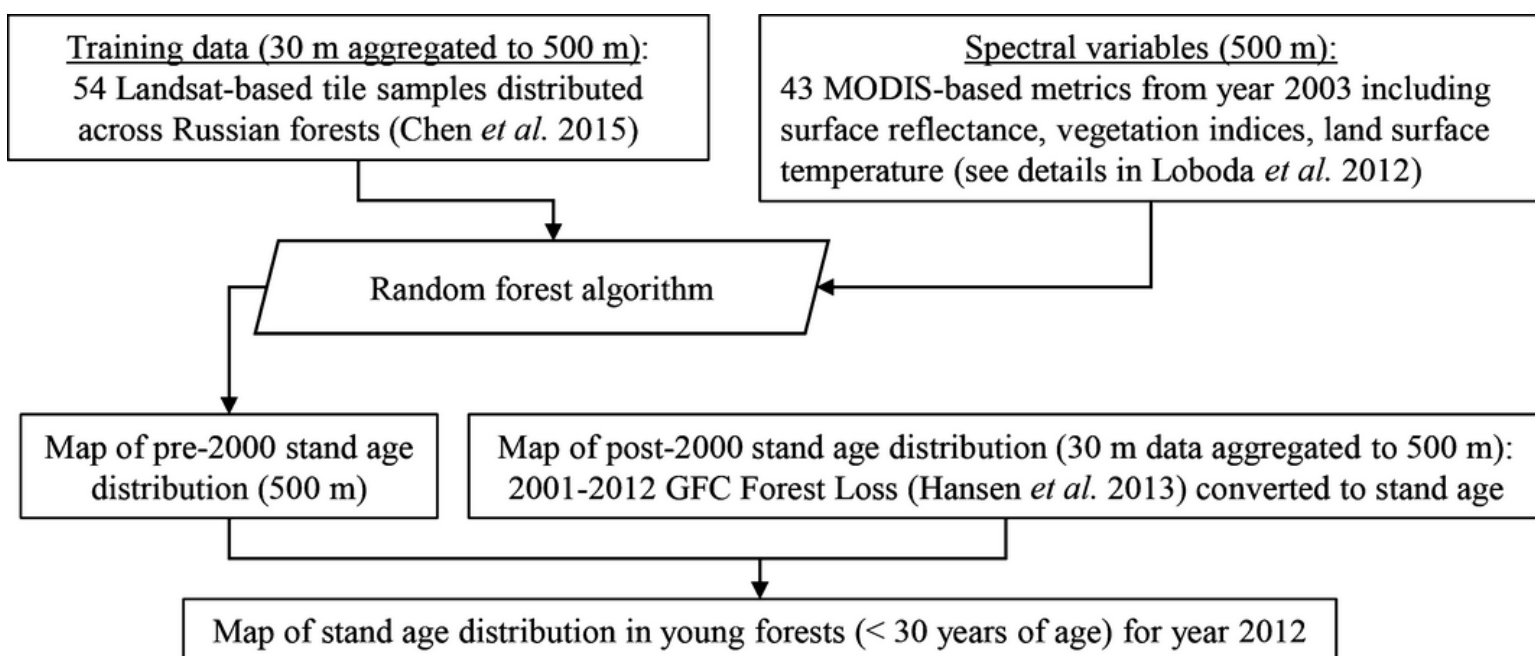 Training data (30 m aggregated to 500 m):
54 Landsat-based tile samples distributed
across Russian forests (Chen et al. 2015)
Spectral variables (500 m):
43 MODIS-based metrics from year 2003 including
surface reflectance, vegetation indices, land surface
temperature (see details in Loboda et al. 2012)
Random forest algorithm
Map of pre-2000 stand age
distribution (500 m)
Map of post-2000 stand age distribution (30 m data aggregated to 500 m):
2001-2012 GFC Forest Loss (Hansen et al. 2013) converted to stand age
Map of stand age distribution in young forests (< 30 years of age) for year 2012